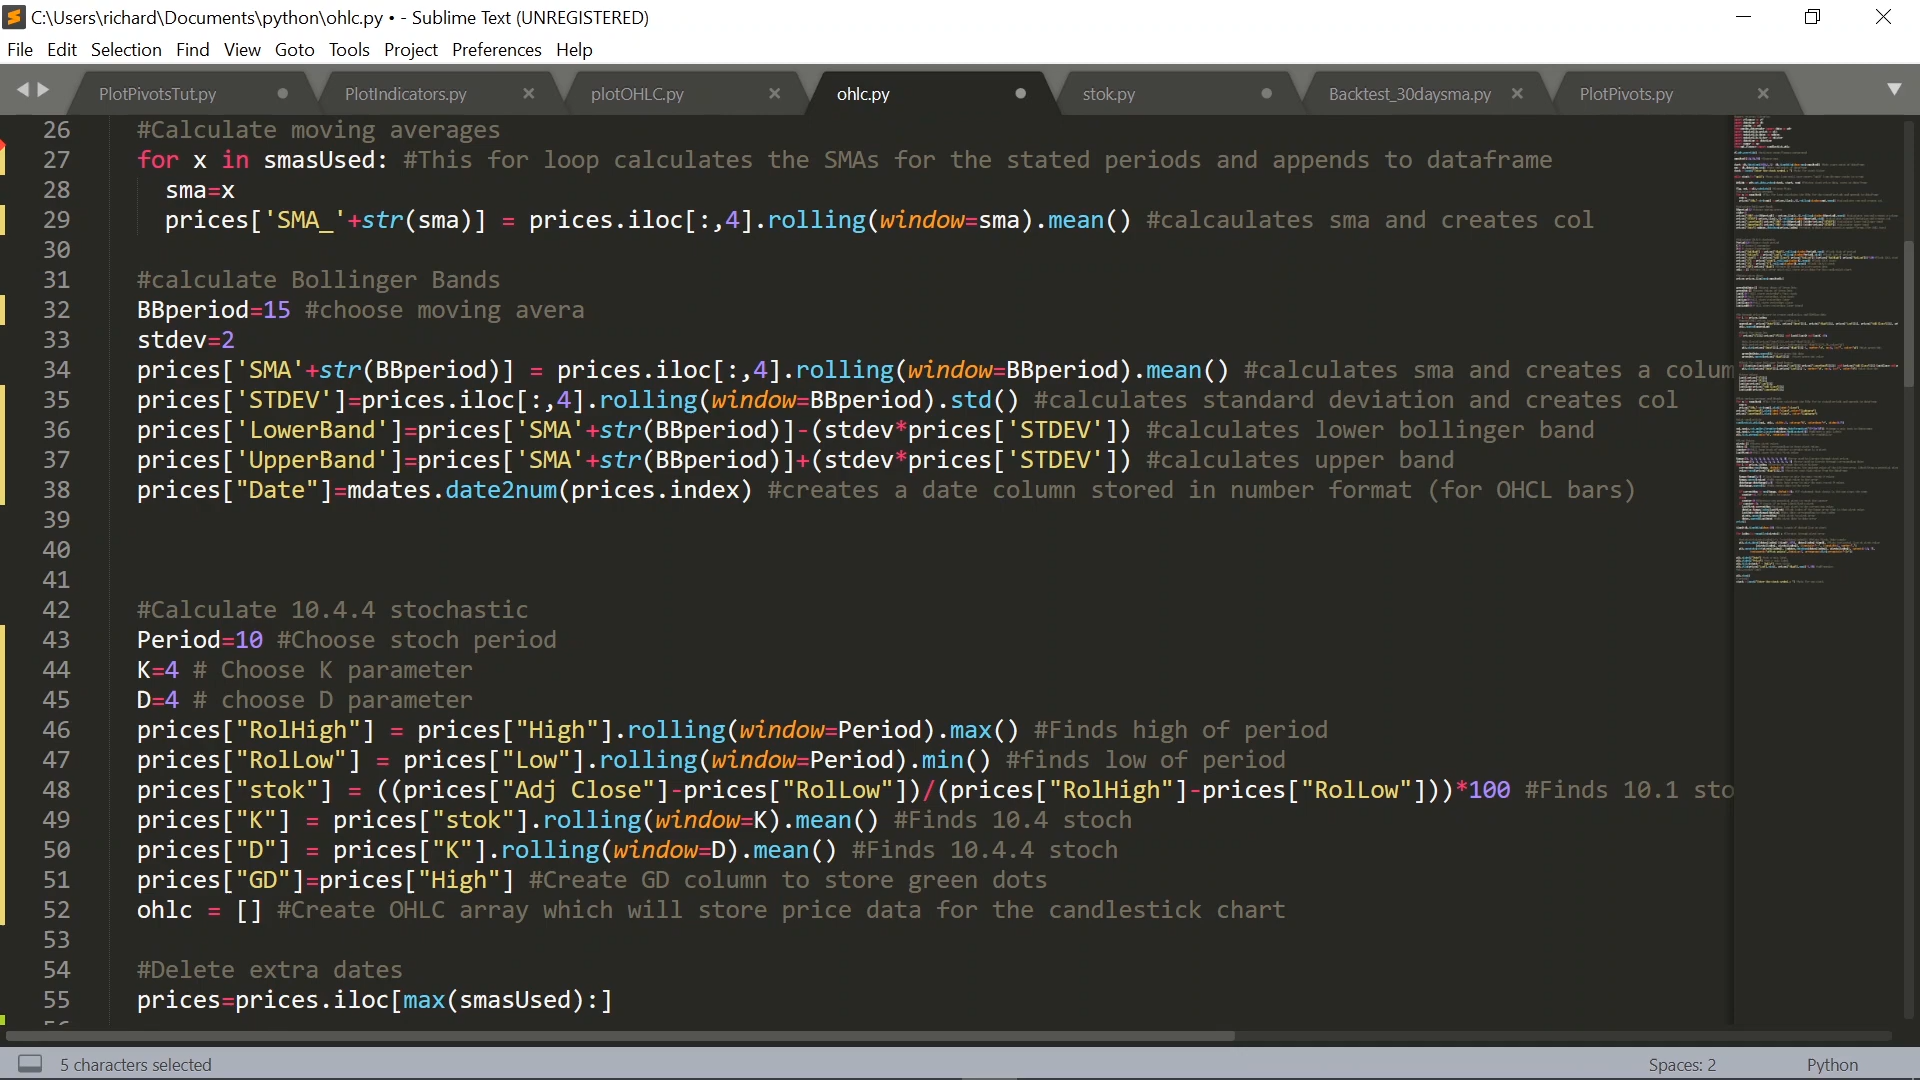 C:\Users\richard\Documents\python\ohlc.py • - Sublime Text (UNREGISTERED)
File Edit Selection Find View Goto Tools Project Preferences Help
PlotPivotsTut.py PlotIndicators.py plotOHLC.py ohlc.py stok.py Backtest_30daysma.py PlotPivots.py
26 #Calculate moving averages
27 for x in smasUsed: #This for loop calculates the SMAs for the stated periods and appends to dataframe
28 sma=x
29 prices['SMA_'+str(sma)] = prices.iloc[:,4].rolling(window=sma).mean() #calcaulates sma and creates col
30
31 #calculate Bollinger Bands
32 BBperiod=15 #choose moving avera
33 stdev=2
34 prices['SMA'+str(BBperiod)] = prices.iloc[:,4].rolling(window=BBperiod).mean() #calculates sma and creates a colum
35 prices['STDEV']=prices.iloc[:,4].rolling(window=BBperiod).std() #calculates standard deviation and creates col
36 prices['LowerBand']=prices['SMA'+str(BBperiod)]-(stdev*prices['STDEV']) #calculates lower bollinger band
37 prices['UpperBand']=prices['SMA'+str(BBperiod)]+(stdev*prices['STDEV']) #calculates upper band
38 prices["Date"]=mdates.date2num(prices.index) #creates a date column stored in number format (for OHCL bars)
39
40
41
42 #Calculate 10.4.4 stochastic
43 Period=10 #Choose stoch period
44 K=4 # Choose K parameter
45 D=4 # choose D parameter
46 prices["RolHigh"] = prices["High"].rolling(window=Period).max() #Finds high of period
47 prices["RolLow"] = prices["Low"].rolling(window=Period).min() #finds low of period
48 prices["stok"] = ((prices["Adj Close"]-prices["RolLow"])/(prices["RolHigh"]-prices["RolLow"]))*100 #Finds 10.1 sto
49 prices["K"] = prices["stok"].rolling(window=K).mean() #Finds 10.4 stoch
50 prices["D"] = prices["K"].rolling(window=D).mean() #Finds 10.4.4 stoch
51 prices["GD"]=prices["High"] #Create GD column to store green dots
52 ohlc = [] #Create OHLC array which will store price data for the candlestick chart
53
54 #Delete extra dates
55 prices=prices.iloc[max(smasUsed):]
5 characters selected Spaces: 2 Python